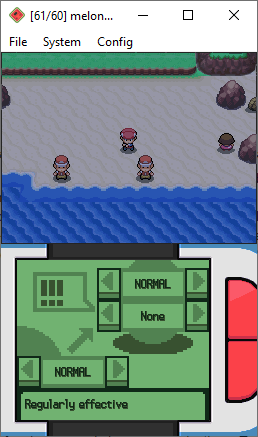 [61/60] melon...
File System Config
!!!
NORMAL
None
NORMAL
Regularly effective